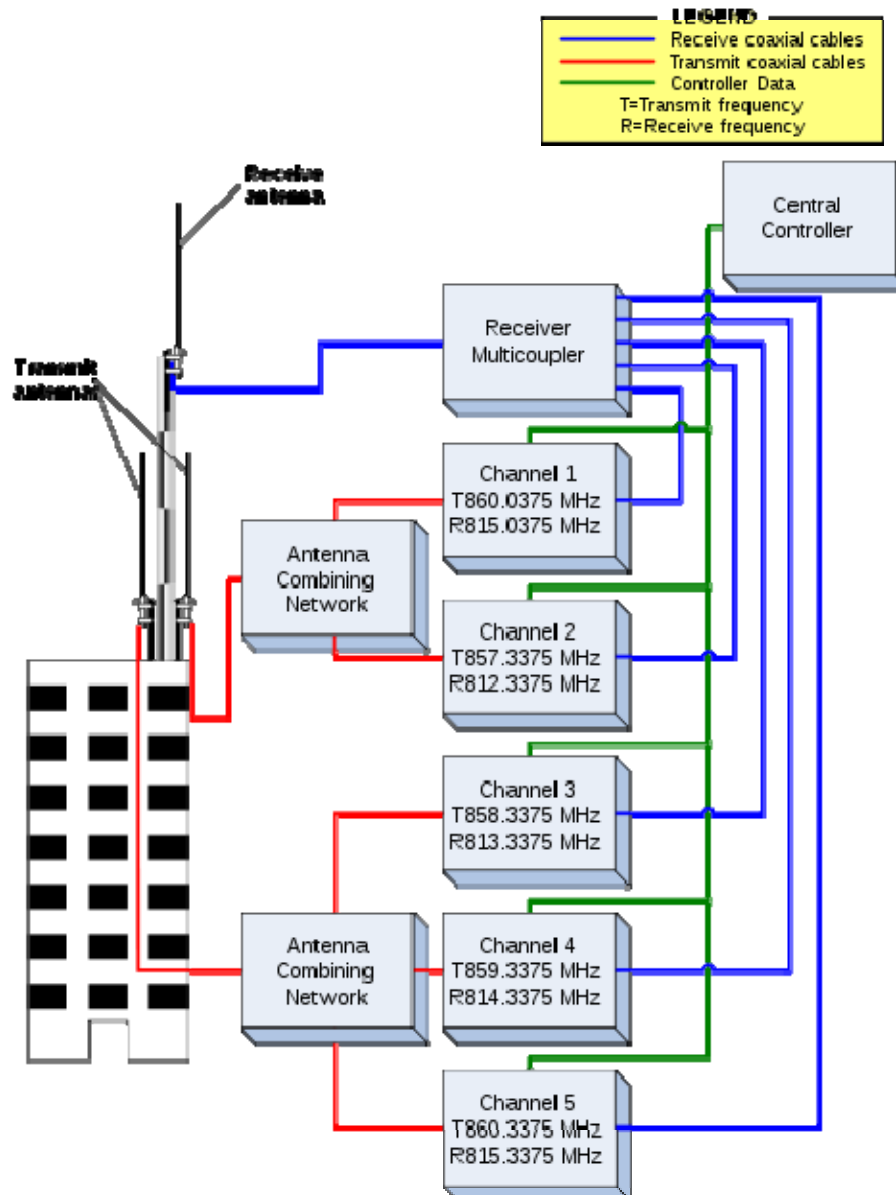 LEGEND
Receive coaxial cables
Transmit coaxial cables
Controller Data
T=Transmit frequency
R=Receive frequency
Receive
antenna
Central
Controller
Receiver
Multicoupler
Transmit
antennas
Channel 1
T860.0375 MHz
R815.0375 MHz
Antenna
Combining
Network
Channel 2
T857.3375 MHz
R812.3375 MHz
Channel 3
T858.3375 MHz
R813.3375 MHz
Antenna
Combining
Network
Channel 4
T859.3375 MHz
R814.3375 MHz
Channel 5
T860.3375 MHz
R815.3375 MHz